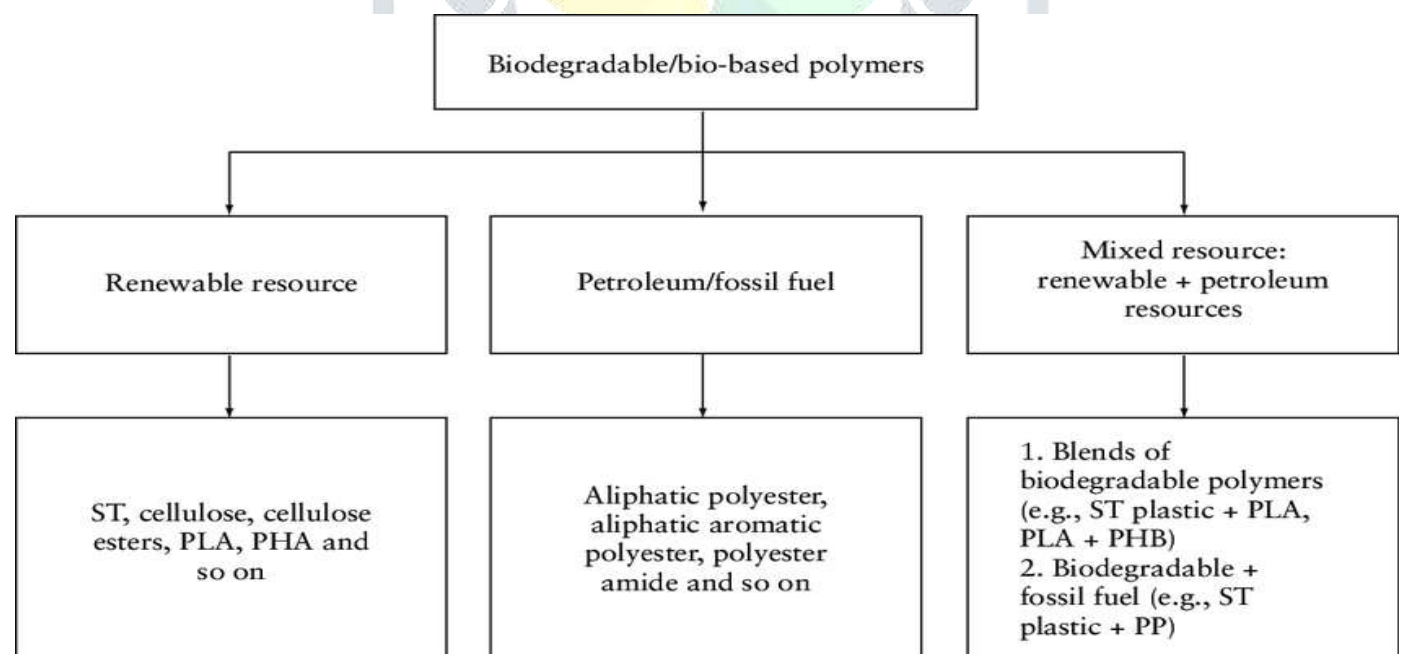 Biodegradable/bio-based polymers
Renewable resource
Petroleum/fossil fuel
Mixed resource:
renewable + petroleum
resources
ST, cellulose, cellulose
esters, PLA, PHA and
so on
Aliphatic polyester,
aliphatic aromatic
polyester, polyester
amide and so on
1. Blends of
biodegradable polymers
(e.g., ST plastic + PLA,
PLA + PHB)
2. Biodegradable +
fossil fuel (e.g., ST
plastic + PP)